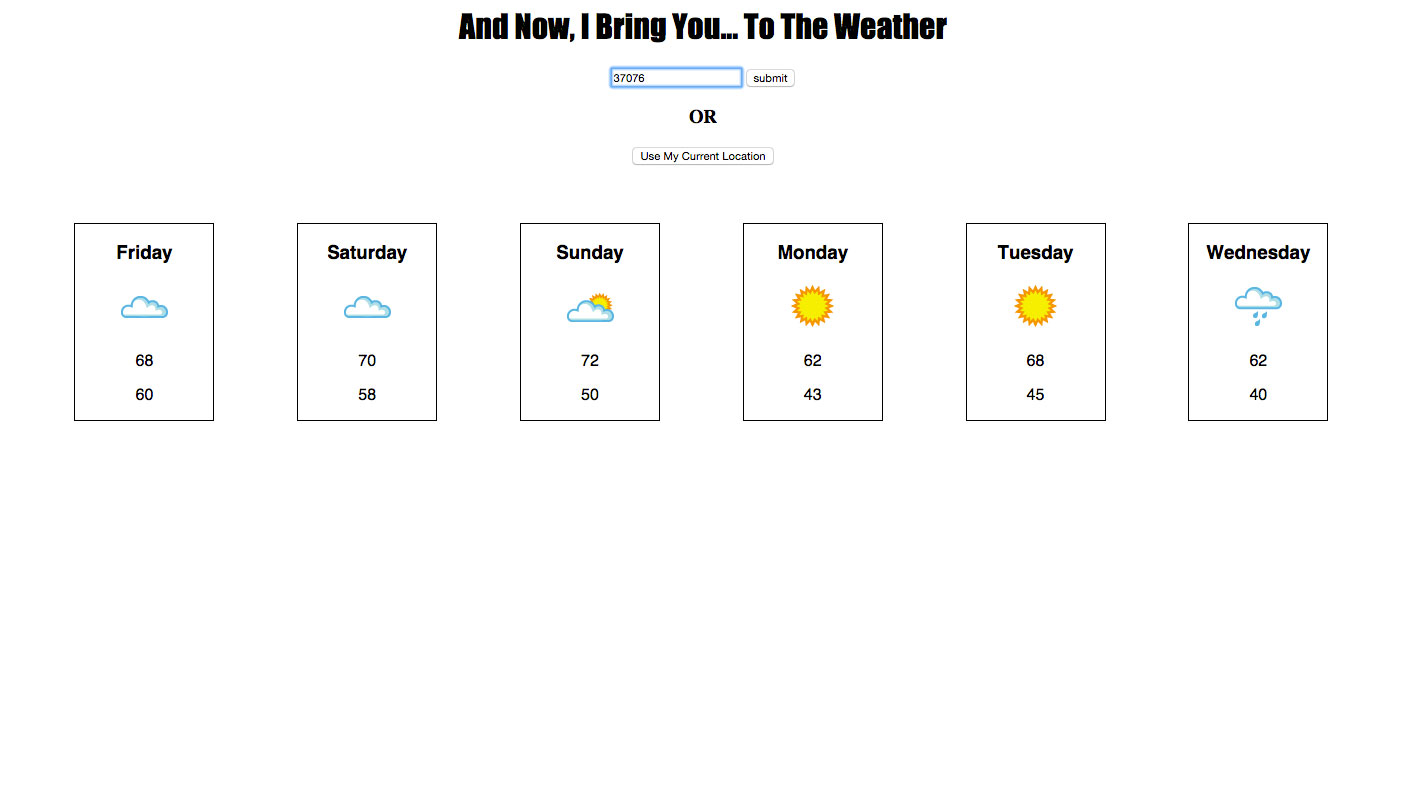 And Now, I Bring You... To The Weather
37076 submit
OR
Use My Current Location
Friday Saturday Sunday Monday Tuesday Wednesday
68 70 72 62 68 62
60 58 50 43 45 40